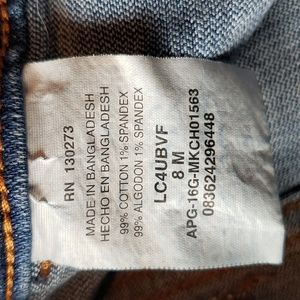 RN 130273
MADE IN BANGLADESH
HECHO EN BANGLADESH
99% COTTON 1% SPANDEX
99% ALGODON 1% SPANDEX
LC4UBVF
8 M
APG-16G-MKCH01563
083624296448